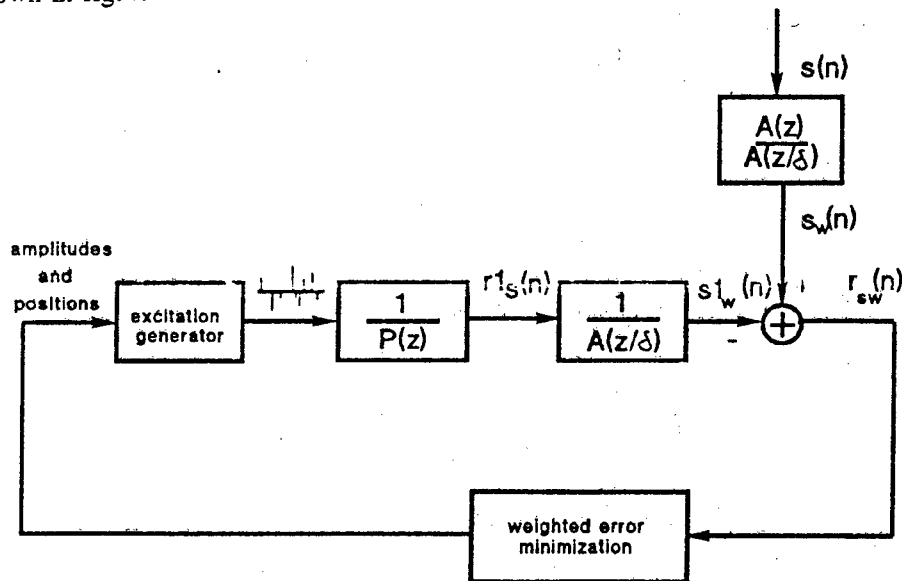 s(n)
A(z)
A(z/δ)
s_w(n)
amplitudes
and
positions
excitation
generator
1
P(z)
r1_s(n)
1
A(z/δ)
s1_w(n)
+
-
r_sw(n)
weighted error
minimization